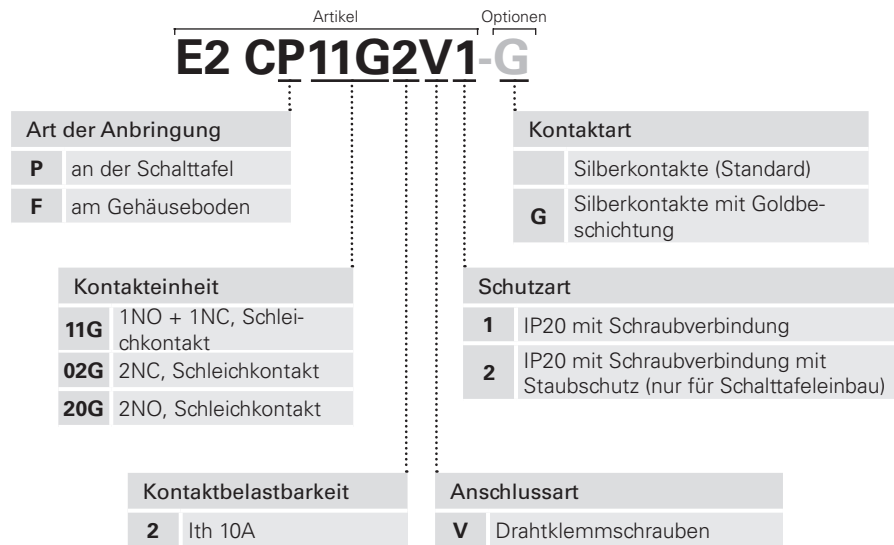 Artikel
Optionen
E2 CP11G2V1-G
Art der Anbringung
P an der Schalttafel
F am Gehäuseboden
Kontaktart
Silberkontakte (Standard)
G Silberkontakte mit Goldbe-
schichtung
Kontakteinheit
11G 1NO + 1NC, Schlei-
chkontakt
02G 2NC, Schleichkontakt
20G 2NO, Schleichkontakt
Schutzart
1 IP20 mit Schraubverbindung
2 IP20 mit Schraubverbindung mit
Staubschutz (nur für Schalttafeleinbau)
Kontaktbelastbarkeit
2 Ith 10A
Anschlussart
V Drahtklemmschrauben